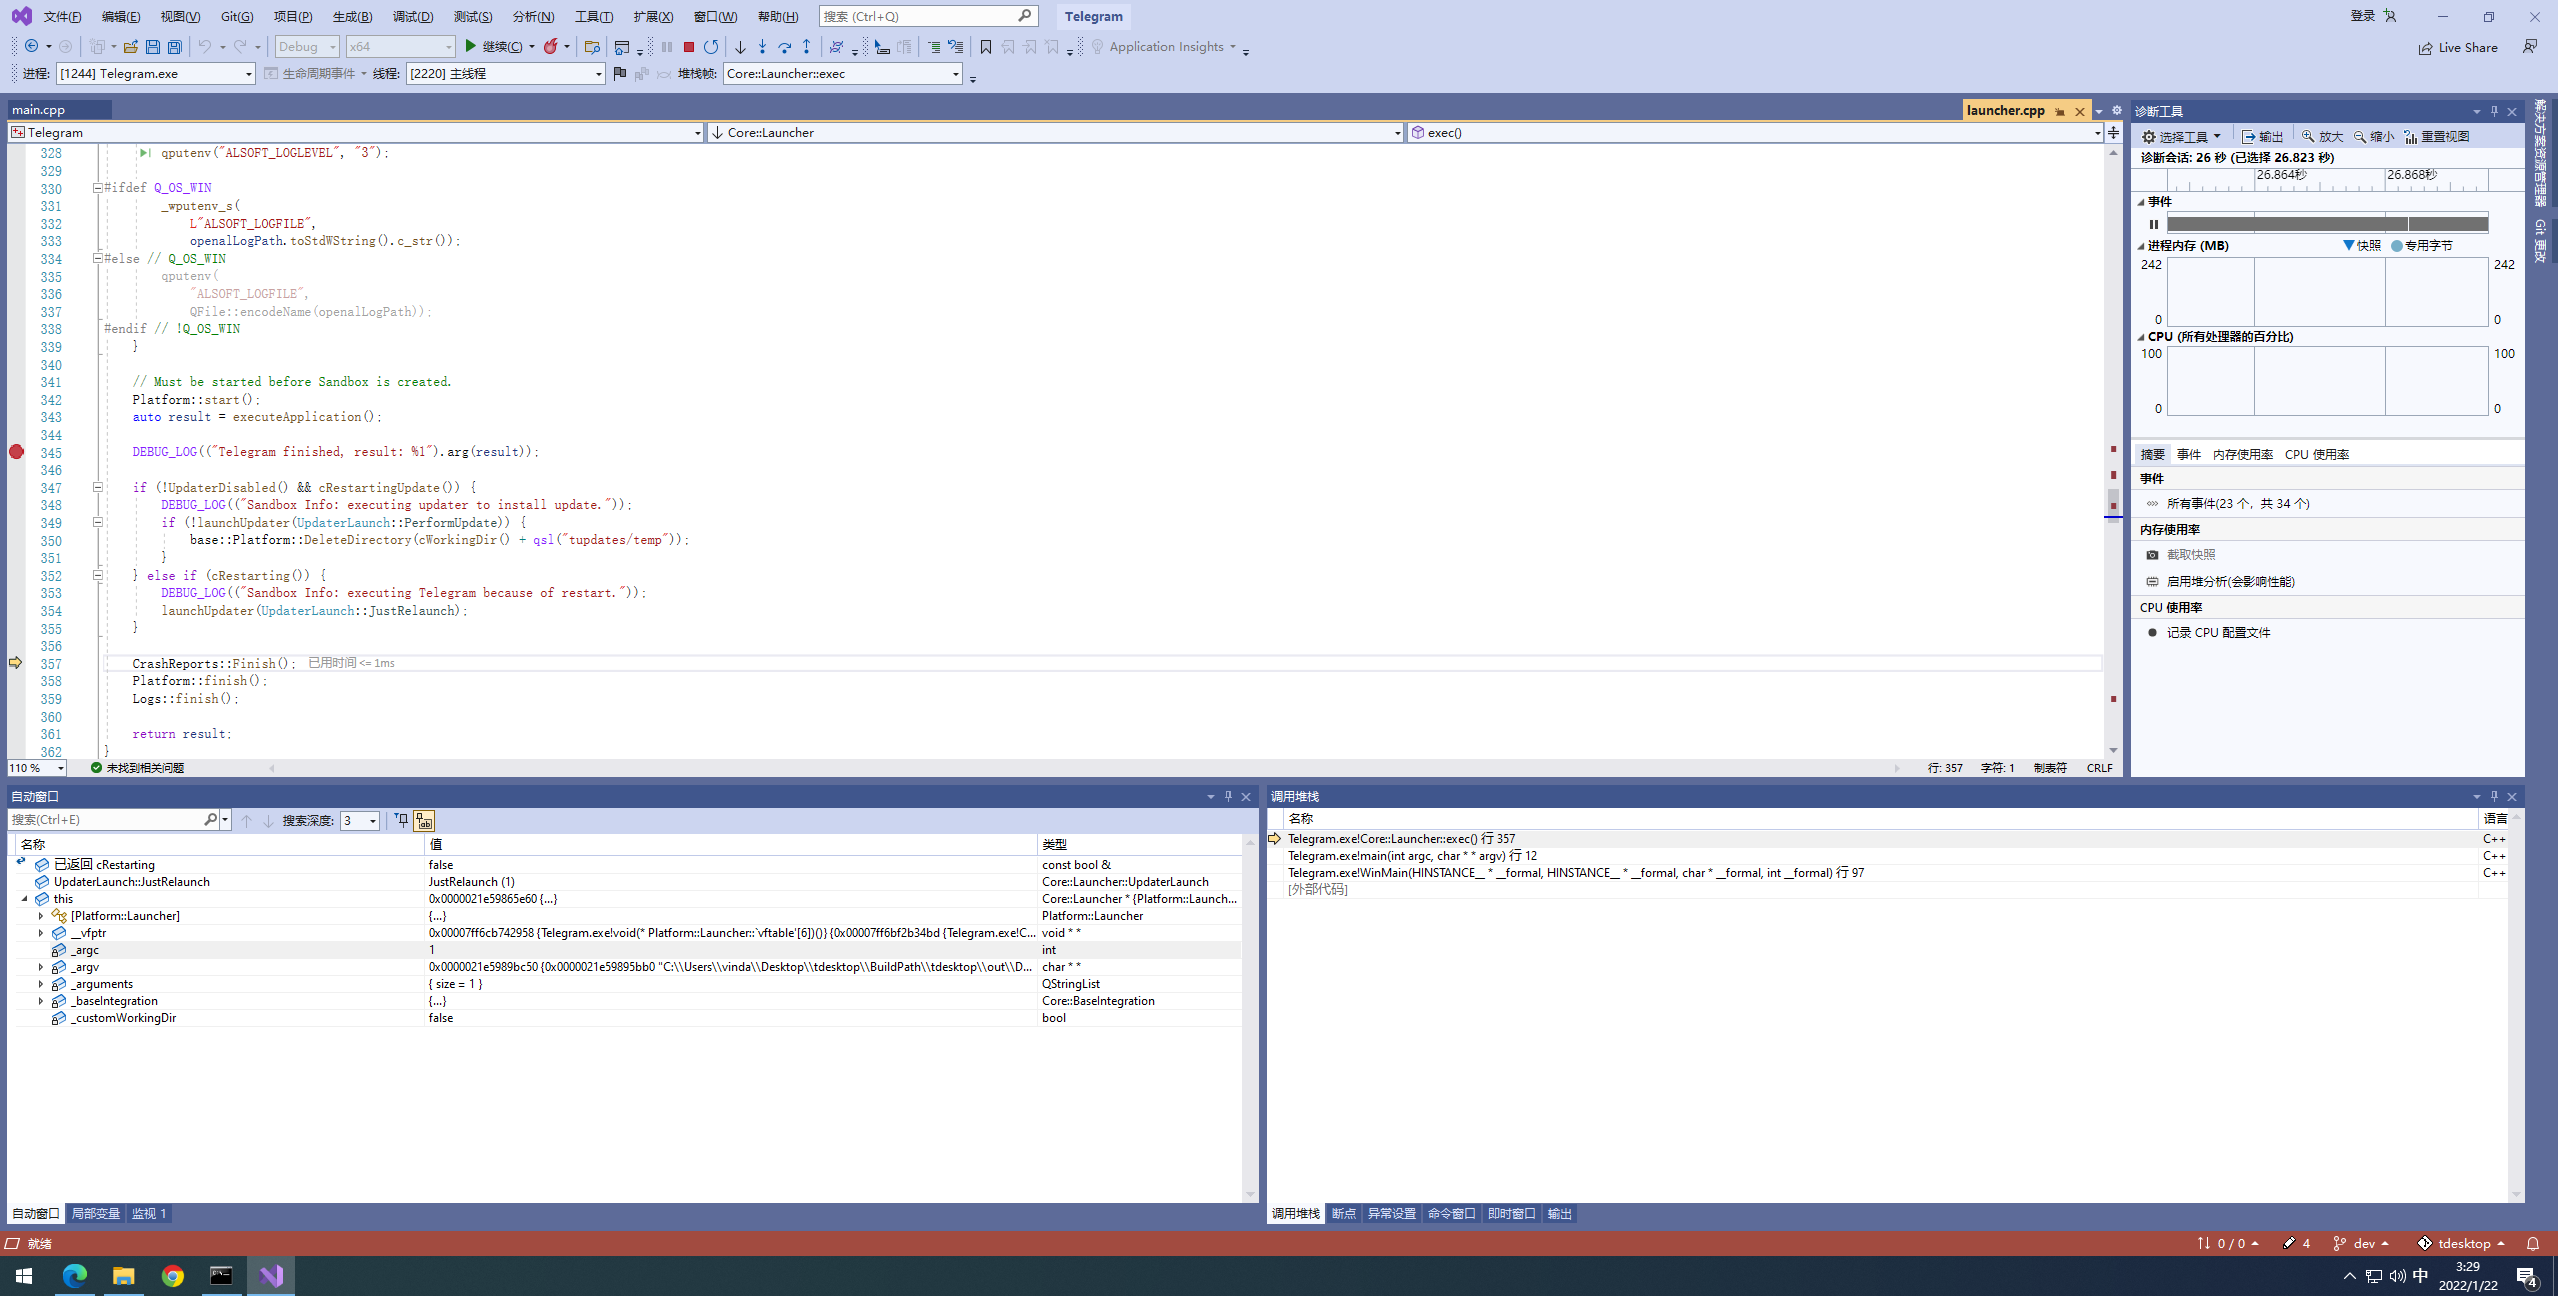 文件(F) 编辑(E) 视图(V) Git(G) 项目(P) 生成(B) 调试(D) 测试(S) 分析(N) 工具(T) 扩展(X) 窗口(W) 帮助(H) 搜索 (Ctrl+Q) Telegram 登录
Debug x64 继续(C) Application Insights Live Share
进程: [1244] Telegram.exe 生命周期事件 线程: [2220] 主线程 堆栈帧: Core::Launcher::exec
main.cpp launcher.cpp
Telegram Core::Launcher exec()
328 qputenv("ALSOFT_LOGLEVEL", "3");
329
330 #ifdef Q_OS_WIN
331 _wputenv_s(
332 L"ALSOFT_LOGFILE",
333 openalLogPath.toStdWString().c_str());
334 #else // Q_OS_WIN
335 qputenv(
336 "ALSOFT_LOGFILE",
337 QFile::encodeName(openalLogPath));
338 #endif // !Q_OS_WIN
339 }
340
341 // Must be started before Sandbox is created.
342 Platform::start();
343 auto result = executeApplication();
344
345 DEBUG_LOG(("Telegram finished, result: %1").arg(result));
346
347 if (!UpdaterDisabled() && cRestartingUpdate()) {
348 DEBUG_LOG(("Sandbox Info: executing updater to install update."));
349 if (!launchUpdater(UpdaterLaunch::PerformUpdate)) {
350 base::Platform::DeleteDirectory(cWorkingDir() + qsl("tupdates/temp"));
351 }
352 } else if (cRestarting()) {
353 DEBUG_LOG(("Sandbox Info: executing Telegram because of restart."));
354 launchUpdater(UpdaterLaunch::JustRelaunch);
355 }
356
357 CrashReports::Finish(); 已用时间 <= 1ms
358 Platform::finish();
359 Logs::finish();
360
361 return result;
362 }
110 % 未找到相关问题 行: 357 字符: 1 制表符 CRLF
诊断工具
选择工具 输出 放大 缩小 重置视图
诊断会话: 26 秒 (已选择 26.823 秒)
26.864秒 26.868秒
事件
进程内存 (MB) 快照 专用字节
242 242
0 0
CPU (所有处理器的百分比)
100 100
0 0
摘要 事件 内存使用率 CPU 使用率
事件
所有事件(23 个，共 34 个)
内存使用率
截取快照
启用堆分析(会影响性能)
CPU 使用率
记录 CPU 配置文件
解决方案资源管理器
Git 更改
自动窗口
搜索(Ctrl+E) 搜索深度: 3
名称 值 类型
已返回 cRestarting false const bool &
UpdaterLaunch::JustRelaunch JustRelaunch (1) Core::Launcher::UpdaterLaunch
this 0x0000021e59865e60 {...} Core::Launcher * {Platform::Launch...
[Platform::Launcher] {...} Platform::Launcher
__vfptr 0x00007ff6cb742958 {Telegram.exe!void(* Platform::Launcher::`vftable'[6])()} {0x00007ff6bf2b34bd {Telegram.exe!C... void * *
_argc 1 int
_argv 0x0000021e5989bc50 {0x0000021e59895bb0 "C:\\Users\\vinda\\Desktop\\tdesktop\\BuildPath\\tdesktop\\out\\D... char * *
_arguments { size = 1 } QStringList
_baseIntegration {...} Core::BaseIntegration
_customWorkingDir false bool
自动窗口 局部变量 监视 1
调用堆栈
名称 语言
Telegram.exe!Core::Launcher::exec() 行 357 C++
Telegram.exe!main(int argc, char * * argv) 行 12 C++
Telegram.exe!WinMain(HINSTANCE__ * __formal, HINSTANCE__ * __formal, char * __formal, int __formal) 行 97 C++
[外部代码]
调用堆栈 断点 异常设置 命令窗口 即时窗口 输出
就绪 0 / 0 4 dev tdesktop
中 3:29
2022/1/22 4